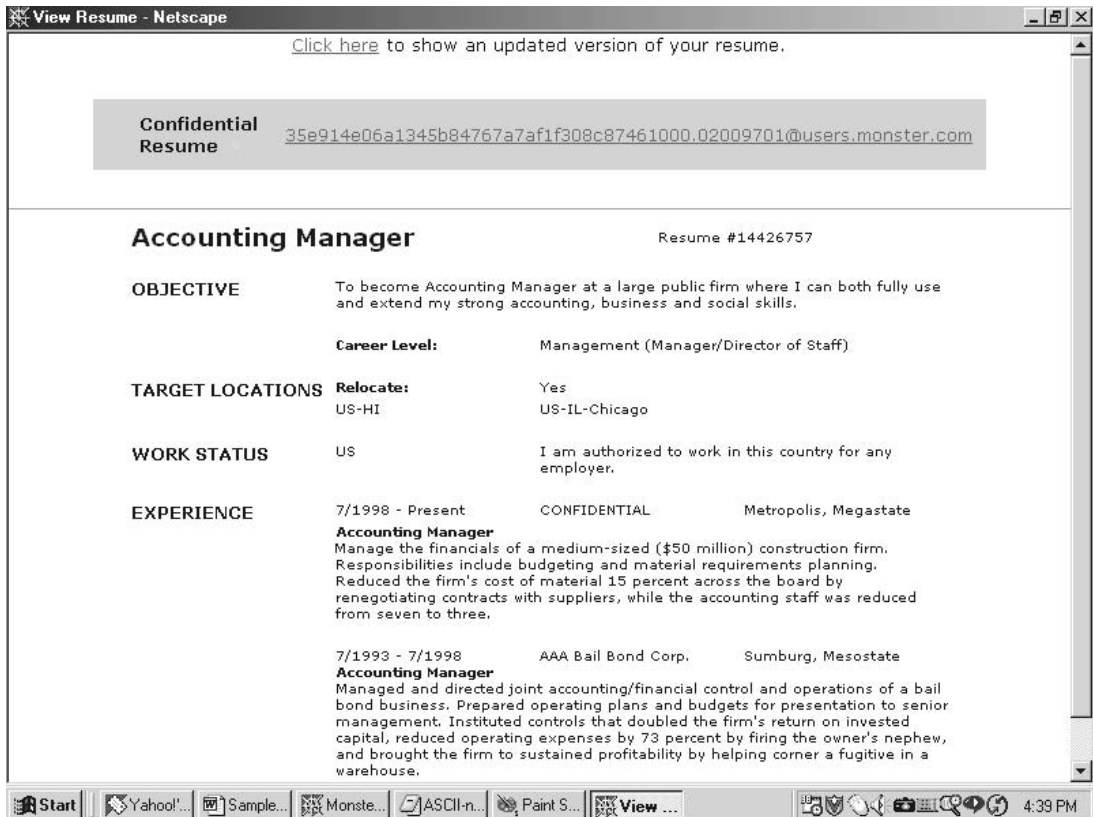 View Resume - Netscape
Click here to show an updated version of your resume.
Confidential
Resume
35e914e06a1345b84767a7af1f308c87461000.02009701@users.monster.com
Accounting Manager
Resume #14426757
OBJECTIVE
To become Accounting Manager at a large public firm where I can both fully use
and extend my strong accounting, business and social skills.
Career Level: Management (Manager/Director of Staff)
TARGET LOCATIONS Relocate: Yes
US-HI US-IL-Chicago
WORK STATUS US I am authorized to work in this country for any
employer.
EXPERIENCE 7/1998 - Present CONFIDENTIAL Metropolis, Megastate
Accounting Manager
Manage the financials of a medium-sized ($50 million) construction firm.
Responsibilities include budgeting and material requirements planning.
Reduced the firm's cost of material 15 percent across the board by
renegotiating contracts with suppliers, while the accounting staff was reduced
from seven to three.
7/1993 - 7/1998 AAA Bail Bond Corp. Sumburg, Mesostate
Accounting Manager
Managed and directed joint accounting/financial control and operations of a bail
bond business. Prepared operating plans and budgets for presentation to senior
management. Instituted controls that doubled the firm's return on invested
capital, reduced operating expenses by 73 percent by firing the owner's nephew,
and brought the firm to sustained profitability by helping corner a fugitive in a
warehouse.
Start Yahoo!'... Sample... Monste... ASCII-n... Paint S... View ... 4:39 PM